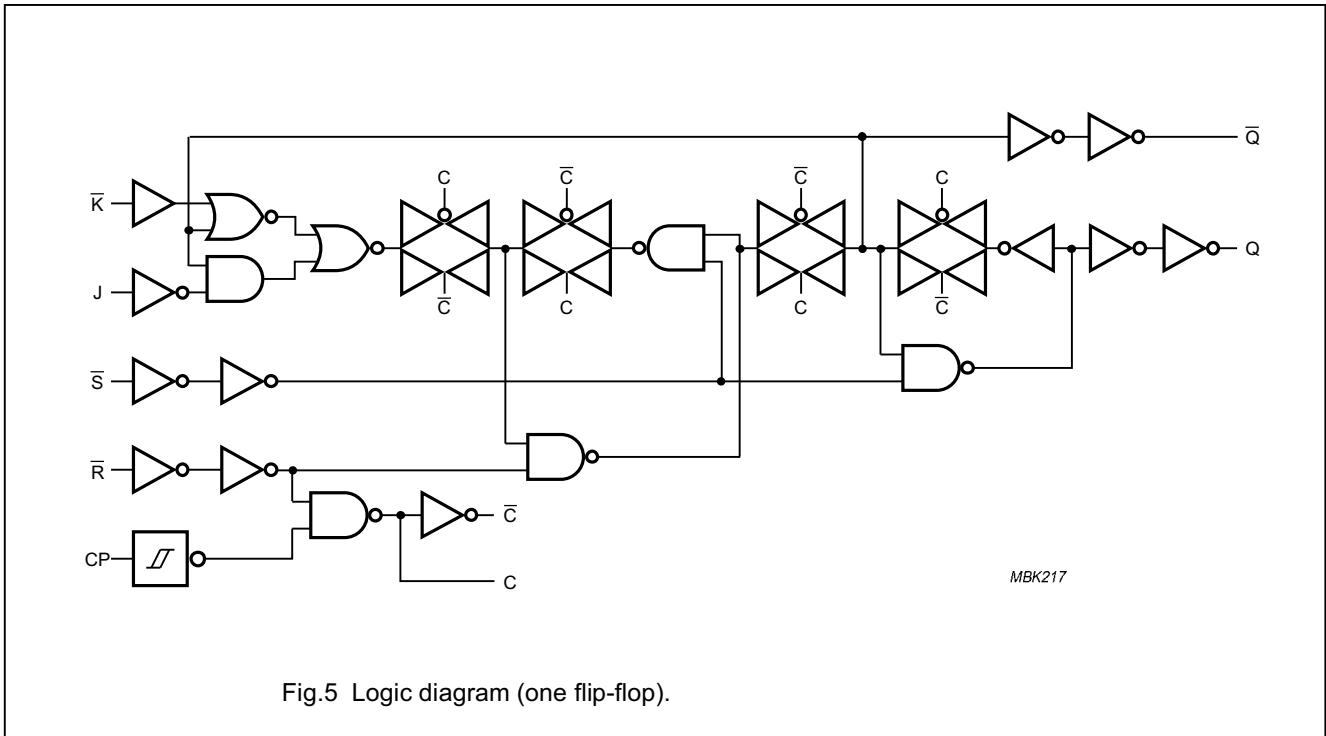 Q̅
K̅
C
C̅
C̅
C
Q
J
C̅
C
C
C̅
S̅
R̅
C̅
CP
C
MBK217
Fig.5 Logic diagram (one flip-flop).